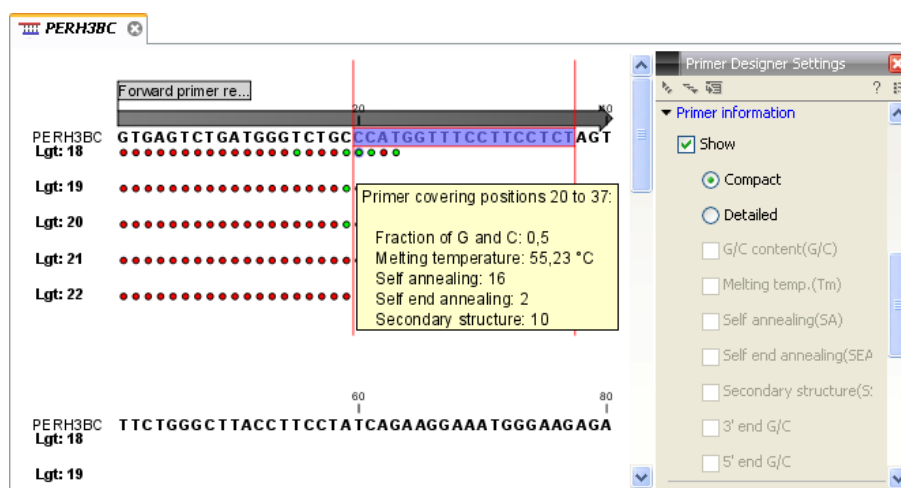 PERH3BC
Forward primer re...
20
PERH3BC GTGAGTCTGATGGGTCTGCCCATGGTTTCCTTCCTCTAGT
Lgt: 18
Lgt: 19
Lgt: 20
Lgt: 21
Lgt: 22
Primer covering positions 20 to 37:
Fraction of G and C: 0,5
Melting temperature: 55,23 °C
Self annealing: 16
Self end annealing: 2
Secondary structure: 10
60
80
PERH3BC TTCTGGGCTTACCTTCCTATCAGAAGGAAATGGGAAGAGA
Lgt: 18
Lgt: 19
Primer Designer Settings
?
Primer information
Show
Compact
Detailed
G/C content(G/C)
Melting temp.(Tm)
Self annealing(SA)
Self end annealing(SEA
Secondary structure(S
3' end G/C
5' end G/C